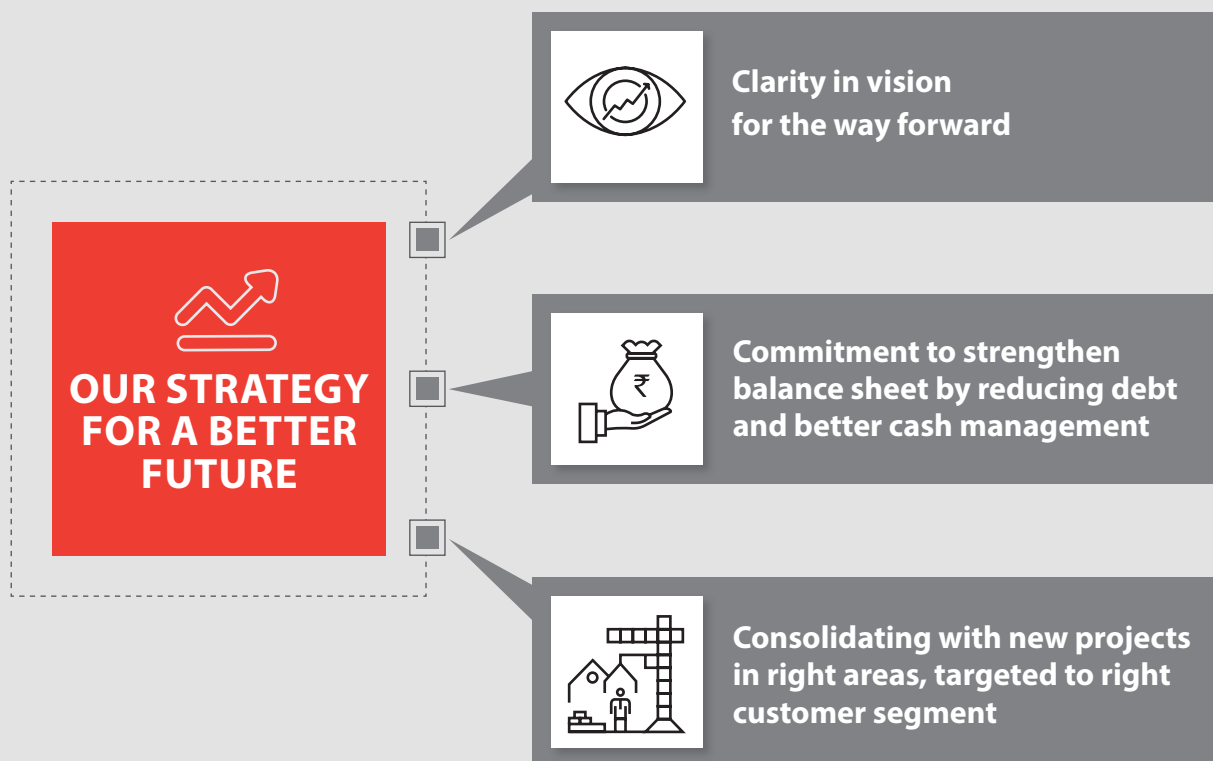 OUR STRATEGY
FOR A BETTER
FUTURE
Clarity in vision
for the way forward
₹
Commitment to strengthen
balance sheet by reducing debt
and better cash management
Consolidating with new projects
in right areas, targeted to right
customer segment